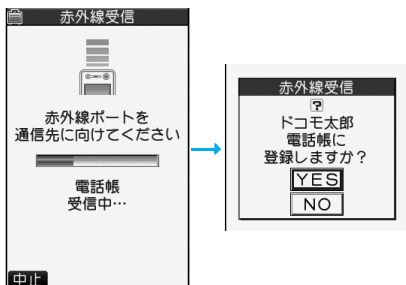 赤外線受信
赤外線ポートを
通信先に向けてください
電話帳
受信中…
中止
赤外線受信
?
ドコモ太郎
電話帳に
登録しますか？
YES
NO